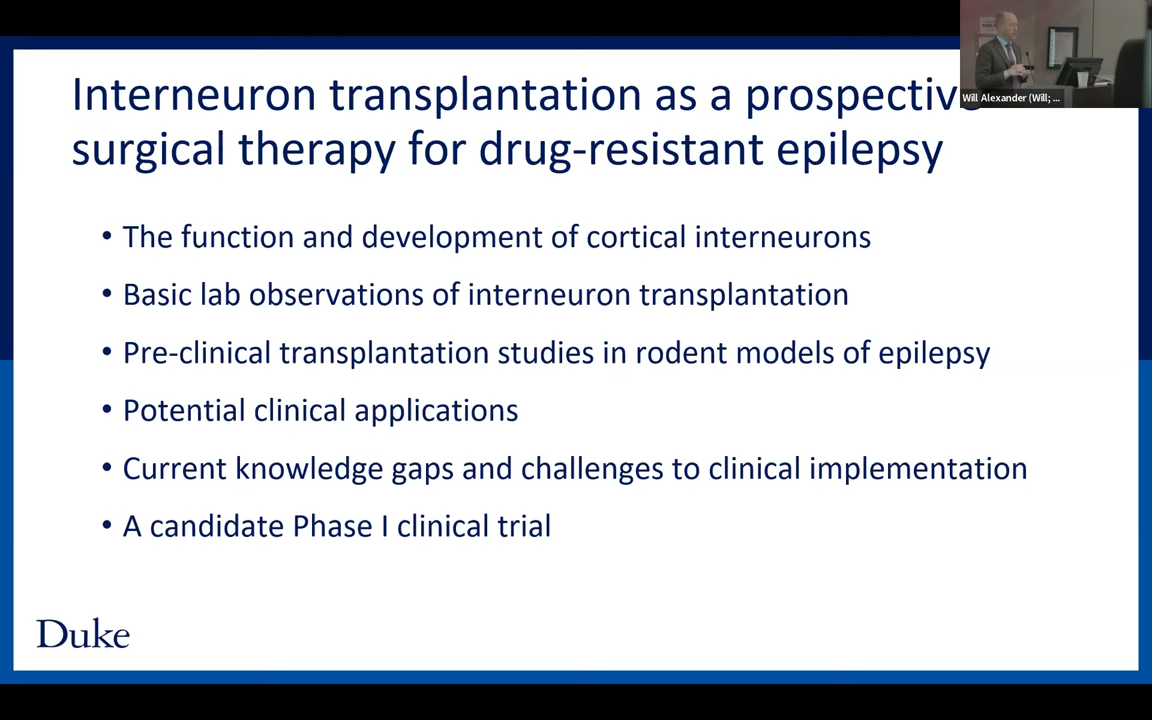 Interneuron transplantation as a prospective
surgical therapy for drug-resistant epilepsy
• The function and development of cortical interneurons
• Basic lab observations of interneuron transplantation
• Pre-clinical transplantation studies in rodent models of epilepsy
• Potential clinical applications
• Current knowledge gaps and challenges to clinical implementation
• A candidate Phase I clinical trial
Duke
Will Alexander (Will; ...